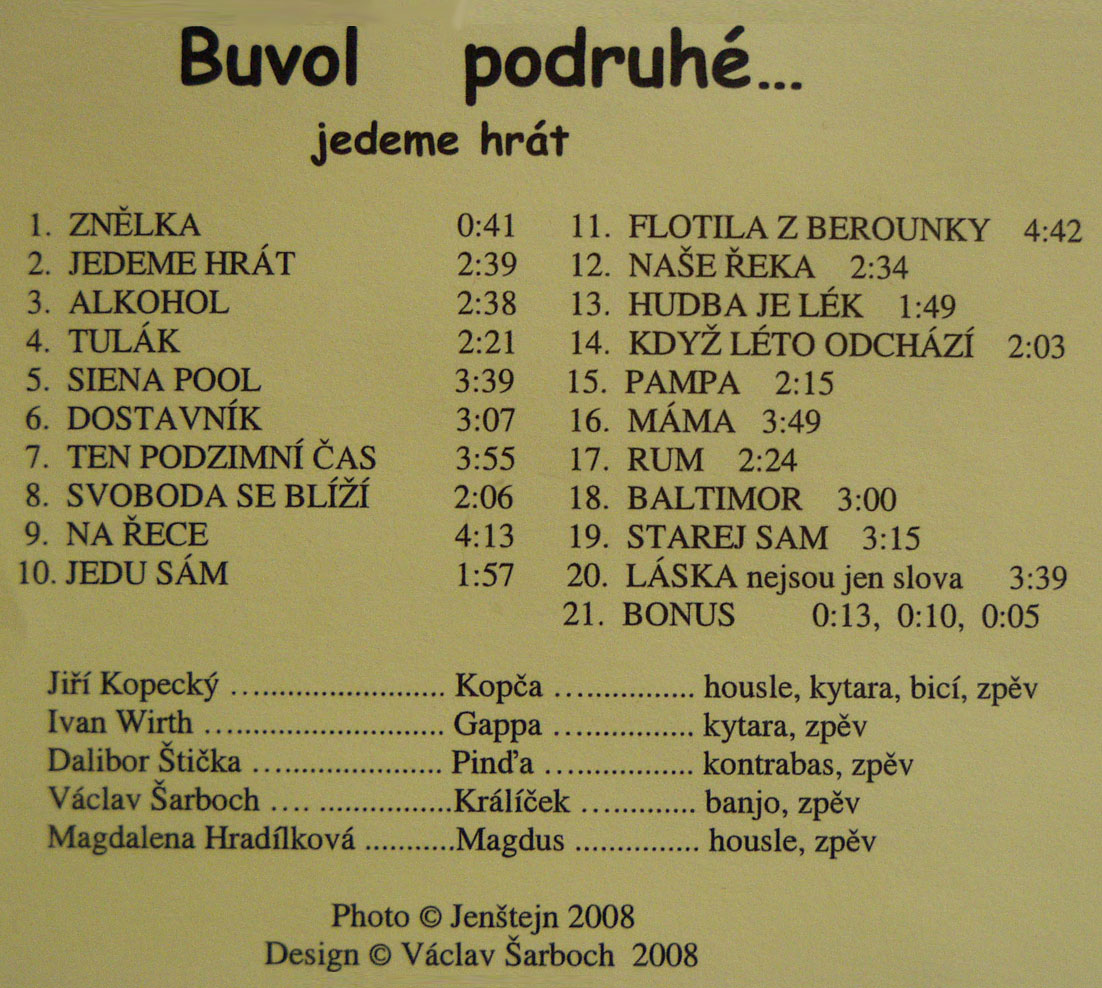 Buvol podruhé...
jedeme hrát
1. ZNĚLKA 0:41
2. JEDEME HRÁT 2:39
3. ALKOHOL 2:38
4. TULÁK 2:21
5. SIENA POOL 3:39
6. DOSTAVNÍK 3:07
7. TEN PODZIMNÍ ČAS 3:55
8. SVOBODA SE BLÍŽÍ 2:06
9. NA ŘECE 4:13
10. JEDU SÁM 1:57
11. FLOTILA Z BEROUNKY 4:42
12. NAŠE ŘEKA 2:34
13. HUDBA JE LÉK 1:49
14. KDYŽ LÉTO ODCHÁZÍ 2:03
15. PAMPA 2:15
16. MÁMA 3:49
17. RUM 2:24
18. BALTIMOR 3:00
19. STAREJ SAM 3:15
20. LÁSKA nejsou jen slova 3:39
21. BONUS 0:13, 0:10, 0:05
Jiří Kopecký ........................... Kopča .................. housle, kytara, bicí, zpěv
Ivan Wirth .............................. Gappa .................. kytara, zpěv
Dalibor Štička ........................ Pinďa ................... kontrabas, zpěv
Václav Šarboch .... .................Králíček ............... banjo, zpěv
Magdalena Hradílková ...........Magdus ................ housle, zpěv
Photo © Jenštejn 2008
Design © Václav Šarboch 2008